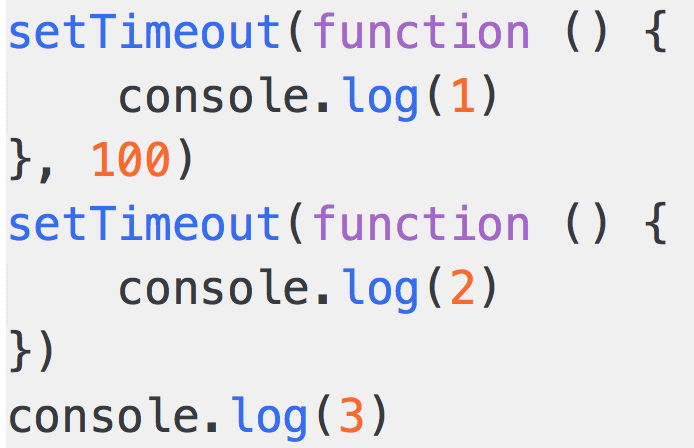 setTimeout(function () {
    console.log(1)
}, 100)
setTimeout(function () {
    console.log(2)
})
console.log(3)